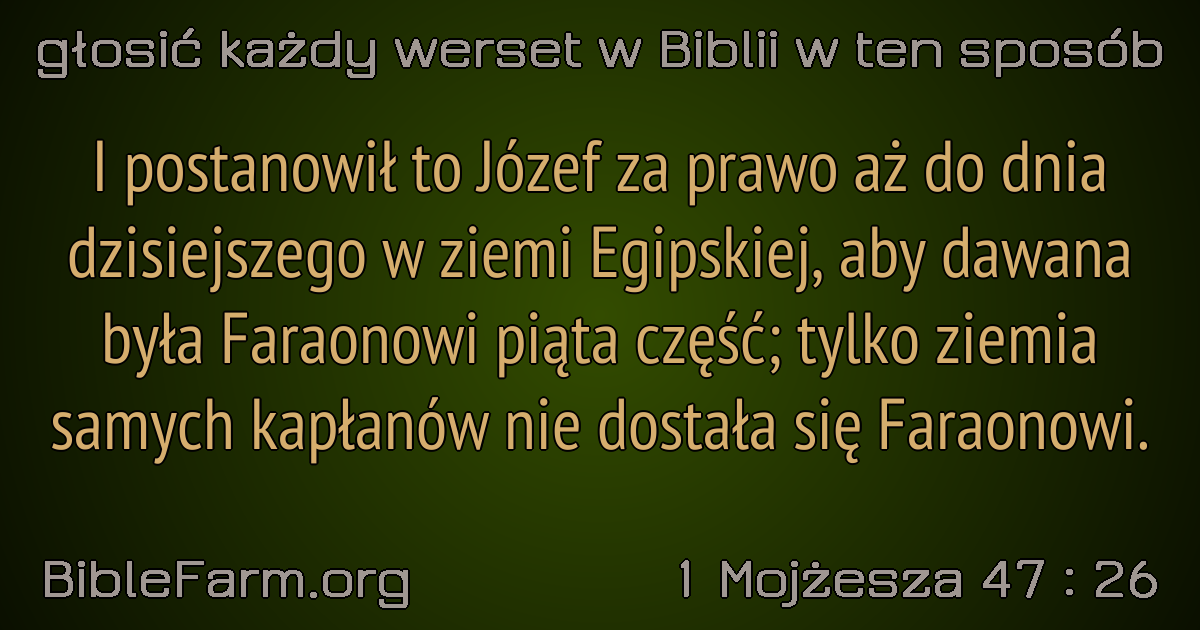 głosić każdy werset w Biblii w ten sposób
I postanowił to Józef za prawo aż do dnia
dzisiejszego w ziemi Egipskiej, aby dawana
była Faraonowi piąta część; tylko ziemia
samych kapłanów nie dostała się Faraonowi.
BibleFarm.org
1 Mojżesza 47 : 26